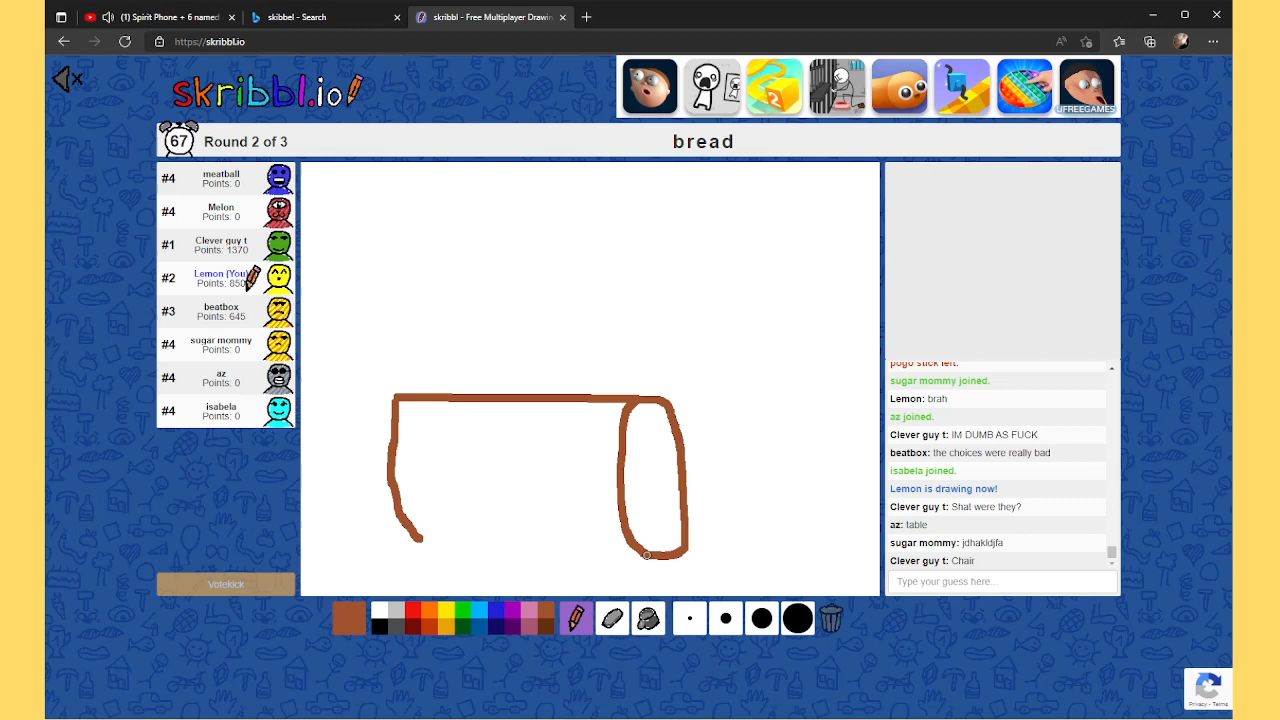 (1) Spirit Phone + 6 named
skibbel - Search
skribbl - Free Multiplayer Drawin
https://skribbl.io
skribbl.io
UFREEGAMES
67
Round 2 of 3
bread
#4 meatball
Points: 0
#4 Melon
Points: 0
#1 Clever guy t
Points: 1370
#2 Lemon (You)
Points: 850
#3 beatbox
Points: 645
#4 sugar mommy
Points: 0
#4 az
Points: 0
#4 isabela
Points: 0
Votekick
pogo stick left.
sugar mommy joined.
Lemon: brah
az joined.
Clever guy t: IM DUMB AS FUCK
beatbox: the choices were really bad
isabela joined.
Lemon is drawing now!
Clever guy t: Shat were they?
az: table
sugar mommy: jdhakldjfa
Clever guy t: Chair
Type your guess here...
Privacy - Terms